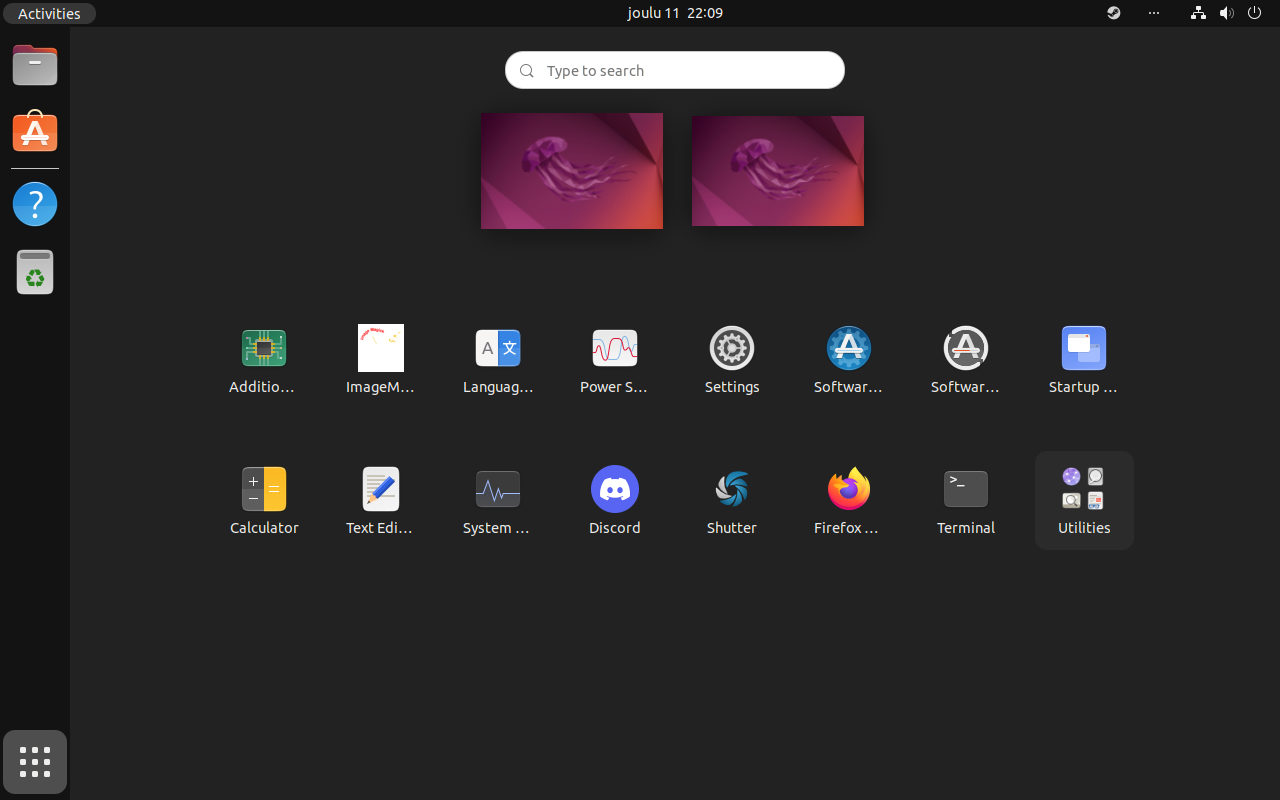 Activities
joulu 11 22:09
Type to search
Additio…
ImageM…
Languag…
Power S…
Settings
Softwar…
Softwar…
Startup …
Calculator
Text Edi…
System …
Discord
Shutter
Firefox …
Terminal
Utilities